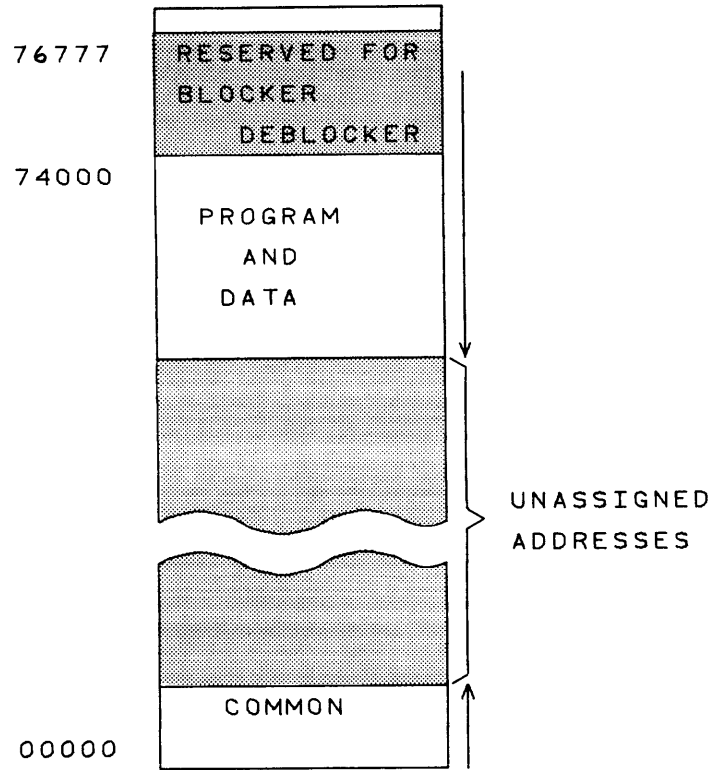 76777
RESERVED FOR
BLOCKER
DEBLOCKER
74000
PROGRAM
AND
DATA
UNASSIGNED
ADDRESSES
COMMON
00000